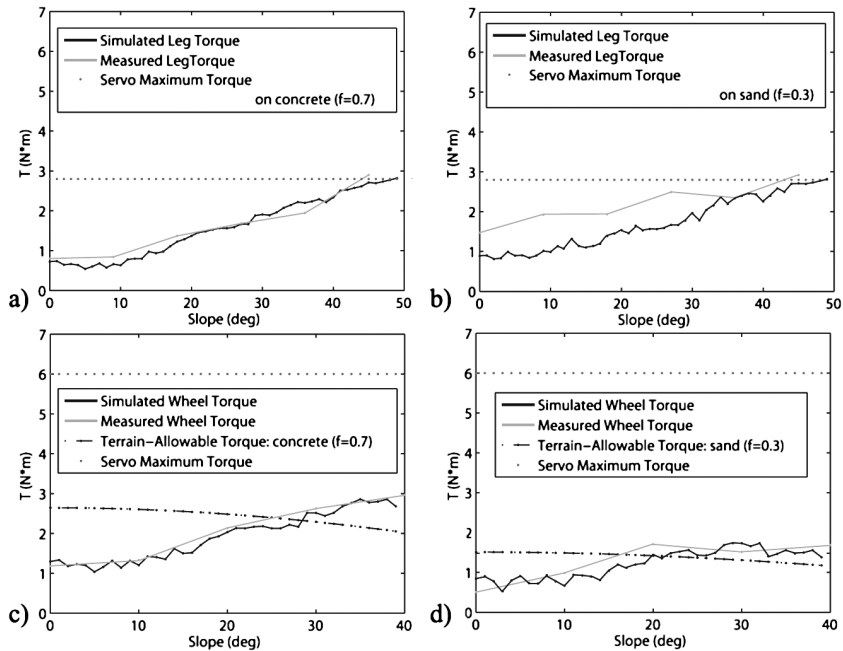 7
6
5
4
3
2
1
0
T (N*m)
Simulated Leg Torque
Measured LegTorque
Servo Maximum Torque
on concrete (f=0.7)
0 10 20 30 40 50
Slope (deg)
a)
7
6
5
4
3
2
1
0
T (N*m)
Simulated Leg Torque
Measured LegTorque
Servo Maximum Torque
on sand (f=0.3)
0 10 20 30 40 50
Slope (deg)
b)
7
6
5
4
3
2
1
0
T (N*m)
Simulated Wheel Torque
Measured Wheel Torque
Terrain-Allowable Torque: concrete (f=0.7)
Servo Maximum Torque
0 10 20 30 40
Slope (deg)
c)
7
6
5
4
3
2
1
0
T (N*m)
Simulated Wheel Torque
Measured Wheel Torque
Terrain-Allowable Torque: sand (f=0.3)
Servo Maximum Torque
0 10 20 30 40
Slope (deg)
d)